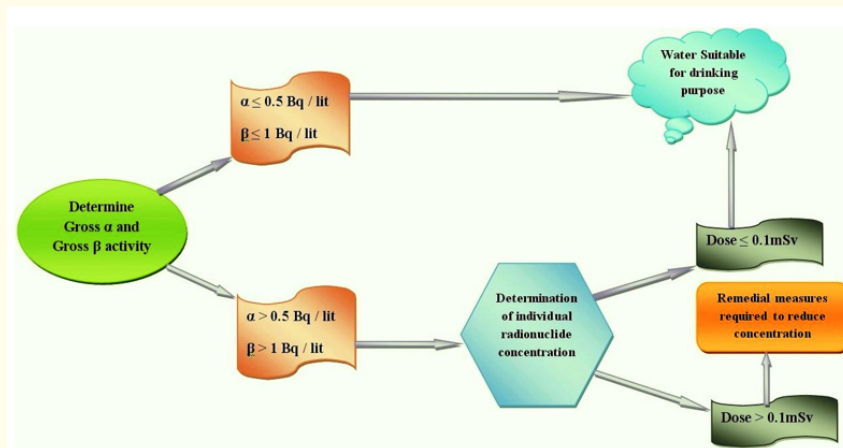 Water Suitable
for drinking
purpose
α ≤ 0.5 Bq / lit
β ≤ 1 Bq / lit
Determine
Gross α and
Gross β activity
Dose ≤ 0.1mSv
α > 0.5 Bq / lit
β > 1 Bq / lit
Determination
of individual
radionuclide
concentration
Remedial measures
required to reduce
concentration
Dose > 0.1mSv